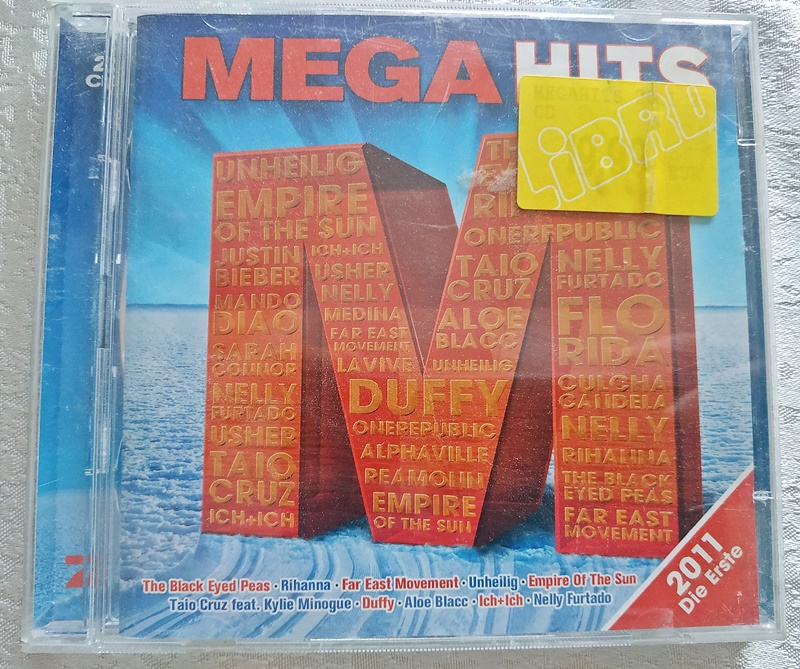 2
MEGA HITS
LiBRO
UNHEILIG
EMPIRE
OF THE SUN
JUSTIN
BIEBER
MANDO
DIAO
SARAH
CONNOR
NELLY
FURTADO
USHER
TAIO
CRUZ
ICH+ICH
ICH+ICH
USHER
NELLY
MEDINA
FAR EAST
MOVEMENT
LAVIVE
ONEREPUBLIC
TAIO
CRUZ
ALOE
BLACC
UNHEILIG
DUFFY
ONEREPUBLIC
ALPHAVILLE
REAMONN
EMPIRE
OF THE SUN
NELLY
FURTADO
FLO
RIDA
CULCHA
CANDELA
NELLY
RIHANNA
THE BLACK
EYED PEAS
FAR EAST
MOVEMENT
The Black Eyed Peas · Rihanna · Far East Movement · Unheilig · Empire Of The Sun
Taio Cruz feat. Kylie Minogue · Duffy · Aloe Blacc · Ich+Ich · Nelly Furtado
2011
Die Erste